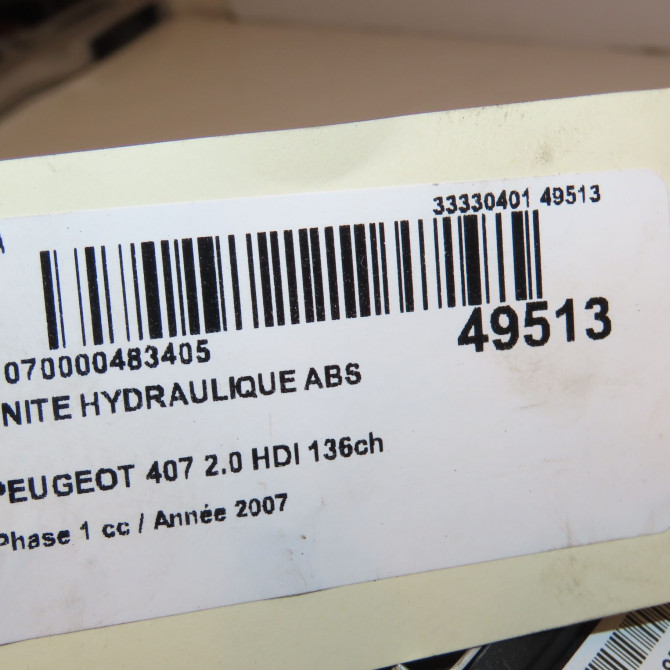 33330401 49513
070000483405
49513
NITE HYDRAULIQUE ABS
PEUGEOT 407 2.0 HDI 136ch
Phase 1 cc / Année 2007